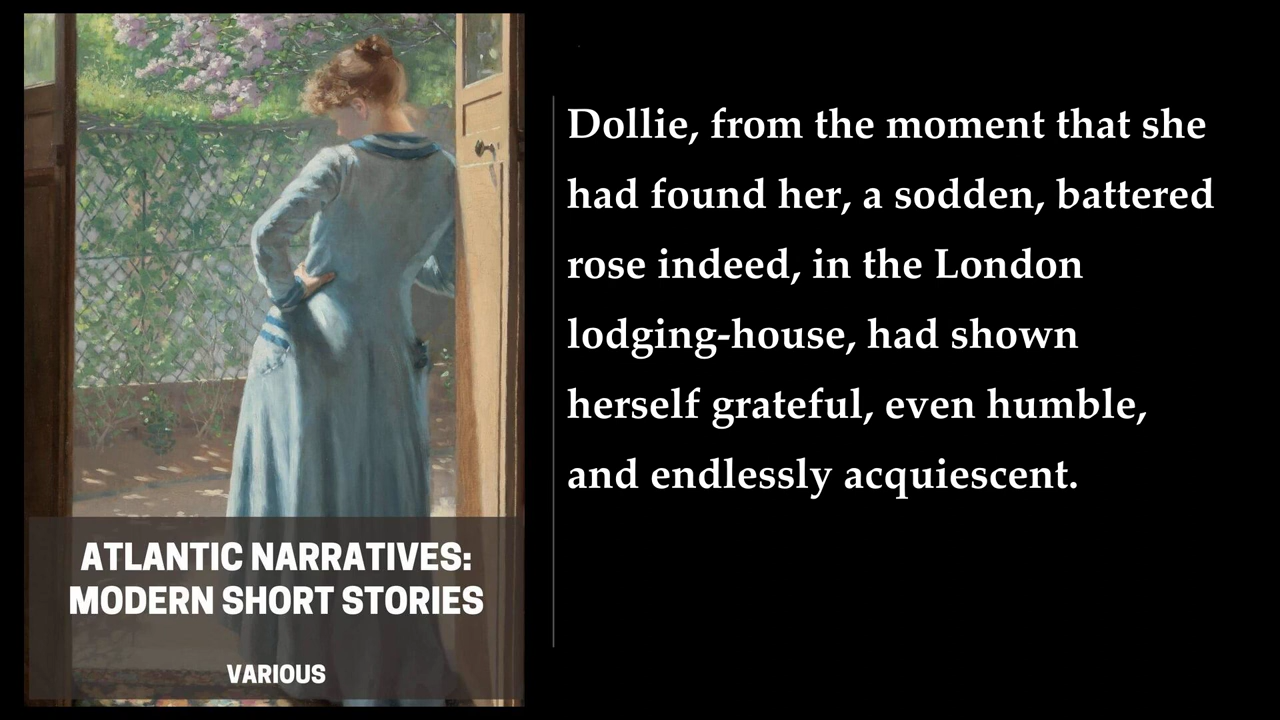 Dollie, from the moment that she
had found her, a sodden, battered
rose indeed, in the London
lodging-house, had shown
herself grateful, even humble,
and endlessly acquiescent.
ATLANTIC NARRATIVES:
MODERN SHORT STORIES
VARIOUS